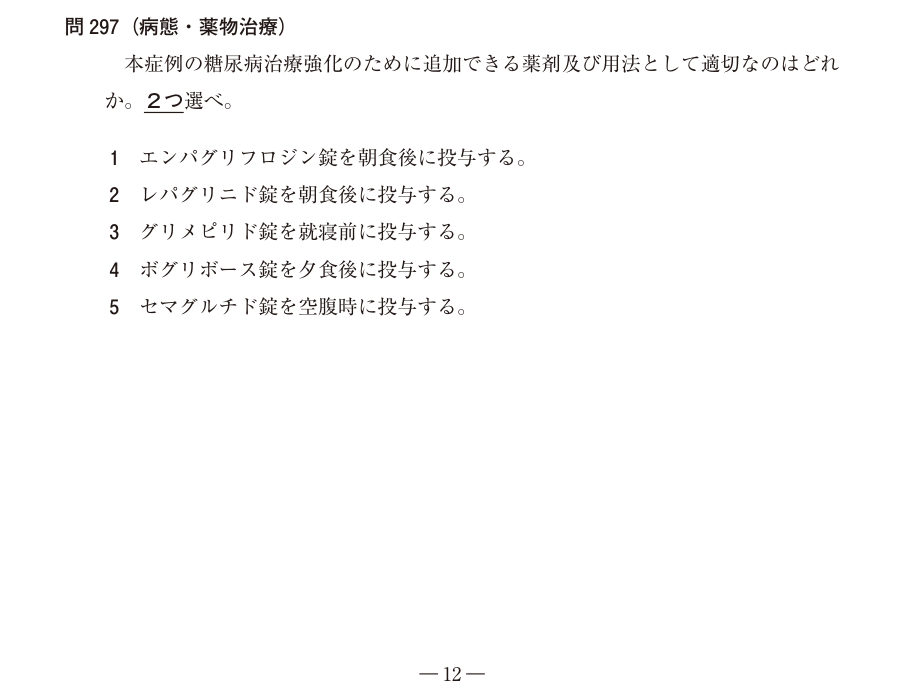 問 297（病態・薬物治療）
本症例の糖尿病治療強化のために追加できる薬剤及び用法として適切なのはどれ
か。２つ選べ。
1 エンパグリフロジン錠を朝食後に投与する。
2 レパグリニド錠を朝食後に投与する。
3 グリメピリド錠を就寝前に投与する。
4 ボグリボース錠を夕食後に投与する。
5 セマグルチド錠を空腹時に投与する。
― 12 ―